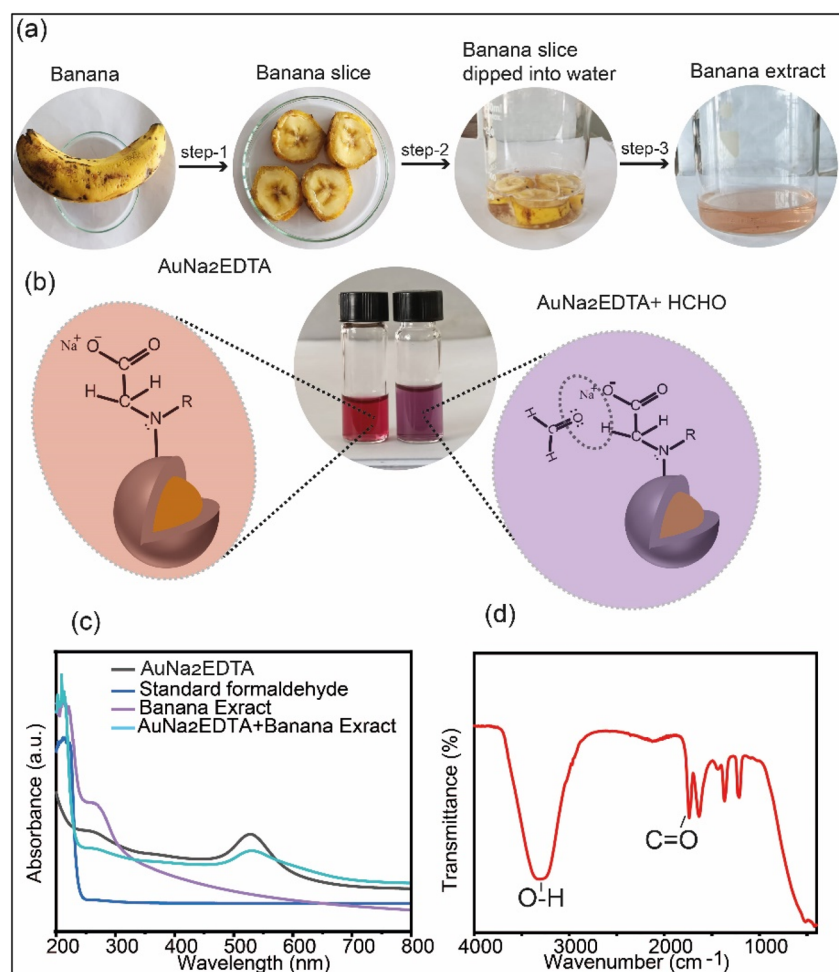 (a)
Banana
Banana slice
Banana slice
dipped into water
Banana extract
step-1
step-2
step-3
(b)
AuNa2EDTA
AuNa2EDTA+ HCHO
Na+ O- O
C
H H
N R
H C O
H
Na+ O- O
C
H H
N R
(c)
AuNa2EDTA
Standard formaldehyde
Banana Exract
AuNa2EDTA+Banana Exract
Absorbance (a.u.)
200 300 400 500 600 700 800
Wavelength (nm)
(d)
Transmittance (%)
O-H
C=O
4000 3000 2000 1000
Wavenumber (cm-1)